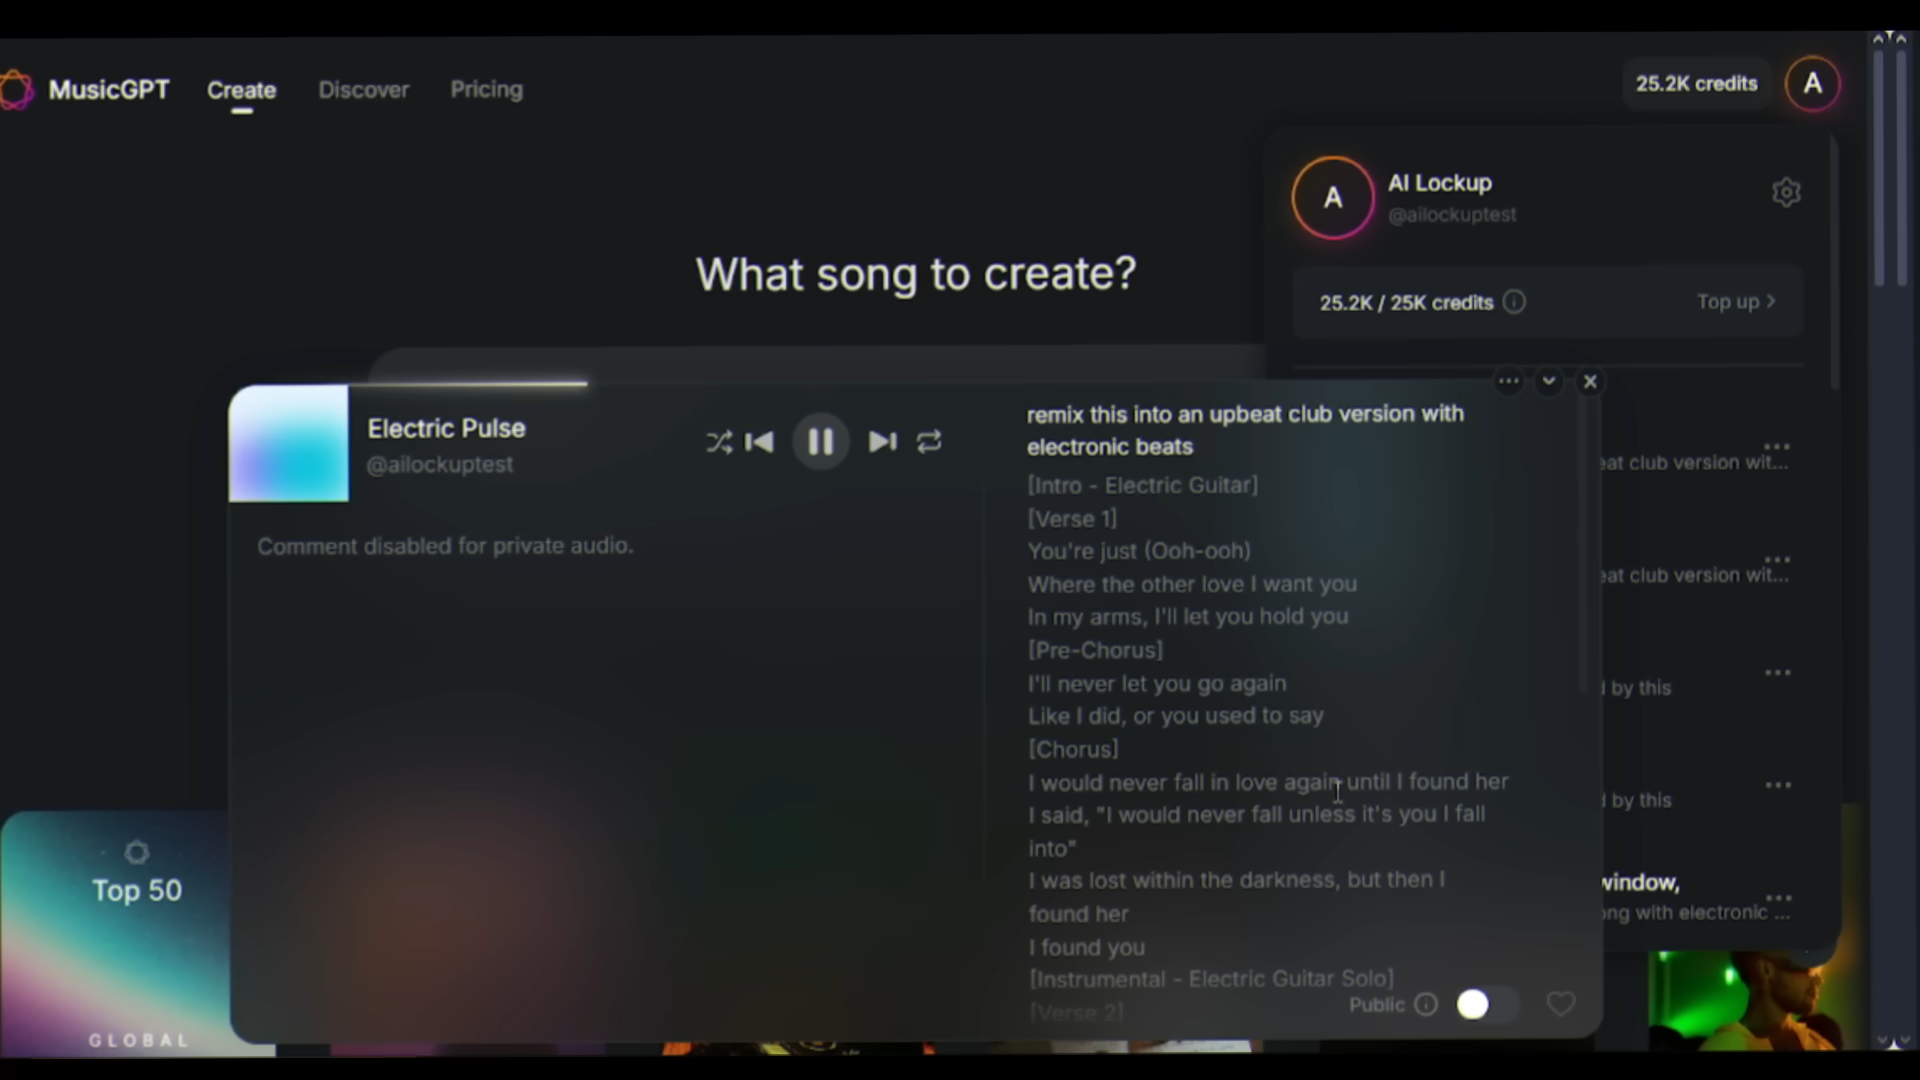 MusicGPT Create Discover Pricing 25.2K credits A
A AI Lockup
@ailockuptest
What song to create?
25.2K / 25K credits Top up
Electric Pulse
@ailockuptest
Comment disabled for private audio.
remix this into an upbeat club version with
electronic beats
[Intro - Electric Guitar]
[Verse 1]
You're just (Ooh-ooh)
Where the other love I want you
In my arms, I'll let you hold you
[Pre-Chorus]
I'll never let you go again
Like I did, or you used to say
[Chorus]
I would never fall in love again until I found her
I said, "I would never fall unless it's you I fall
into"
I was lost within the darkness, but then I
found her
I found you
[Instrumental - Electric Guitar Solo]
[Verse 2]
Public
club version wit...
club version wit...
by this
by this
window,
with electronic ...
Top 50
GLOBAL